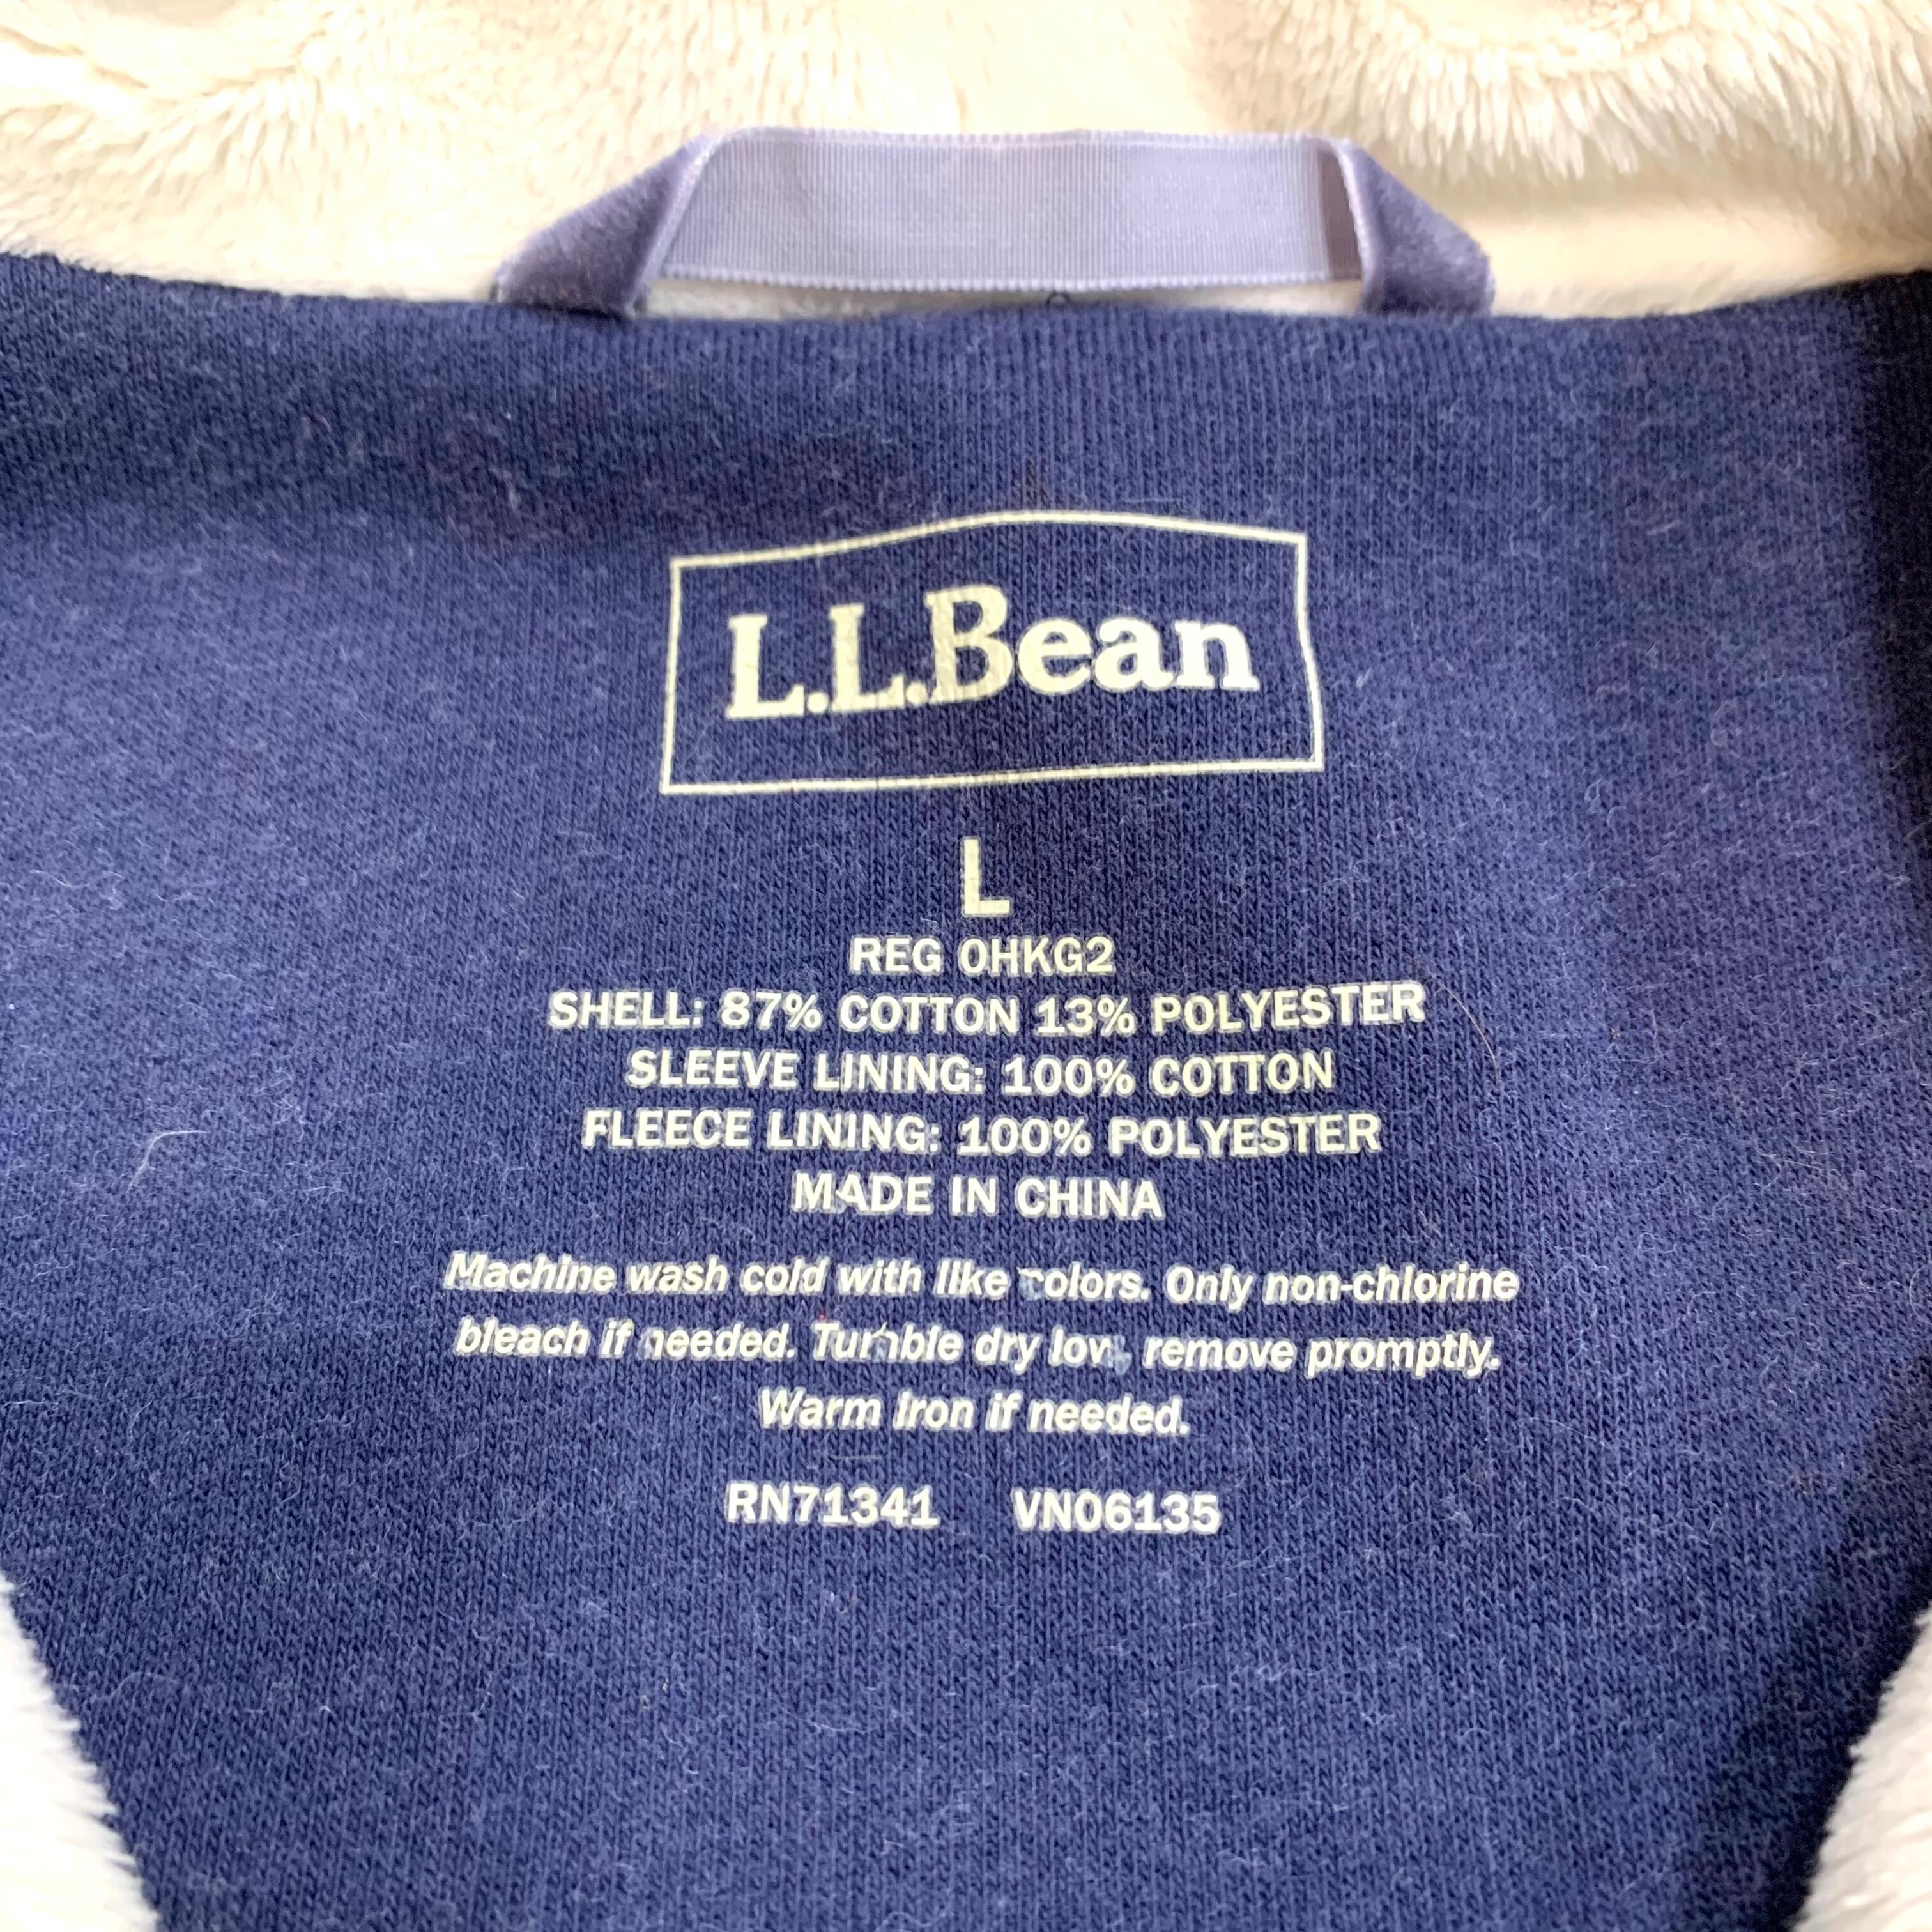 L.L.Bean
L
REG 0HKG2
SHELL: 87% COTTON 13% POLYESTER
SLEEVE LINING: 100% COTTON
FLEECE LINING: 100% POLYESTER
MADE IN CHINA
Machine wash cold with like colors. Only non-chlorine
bleach if needed. Tumble dry low, remove promptly.
Warm iron if needed.
RN71341 VN06135